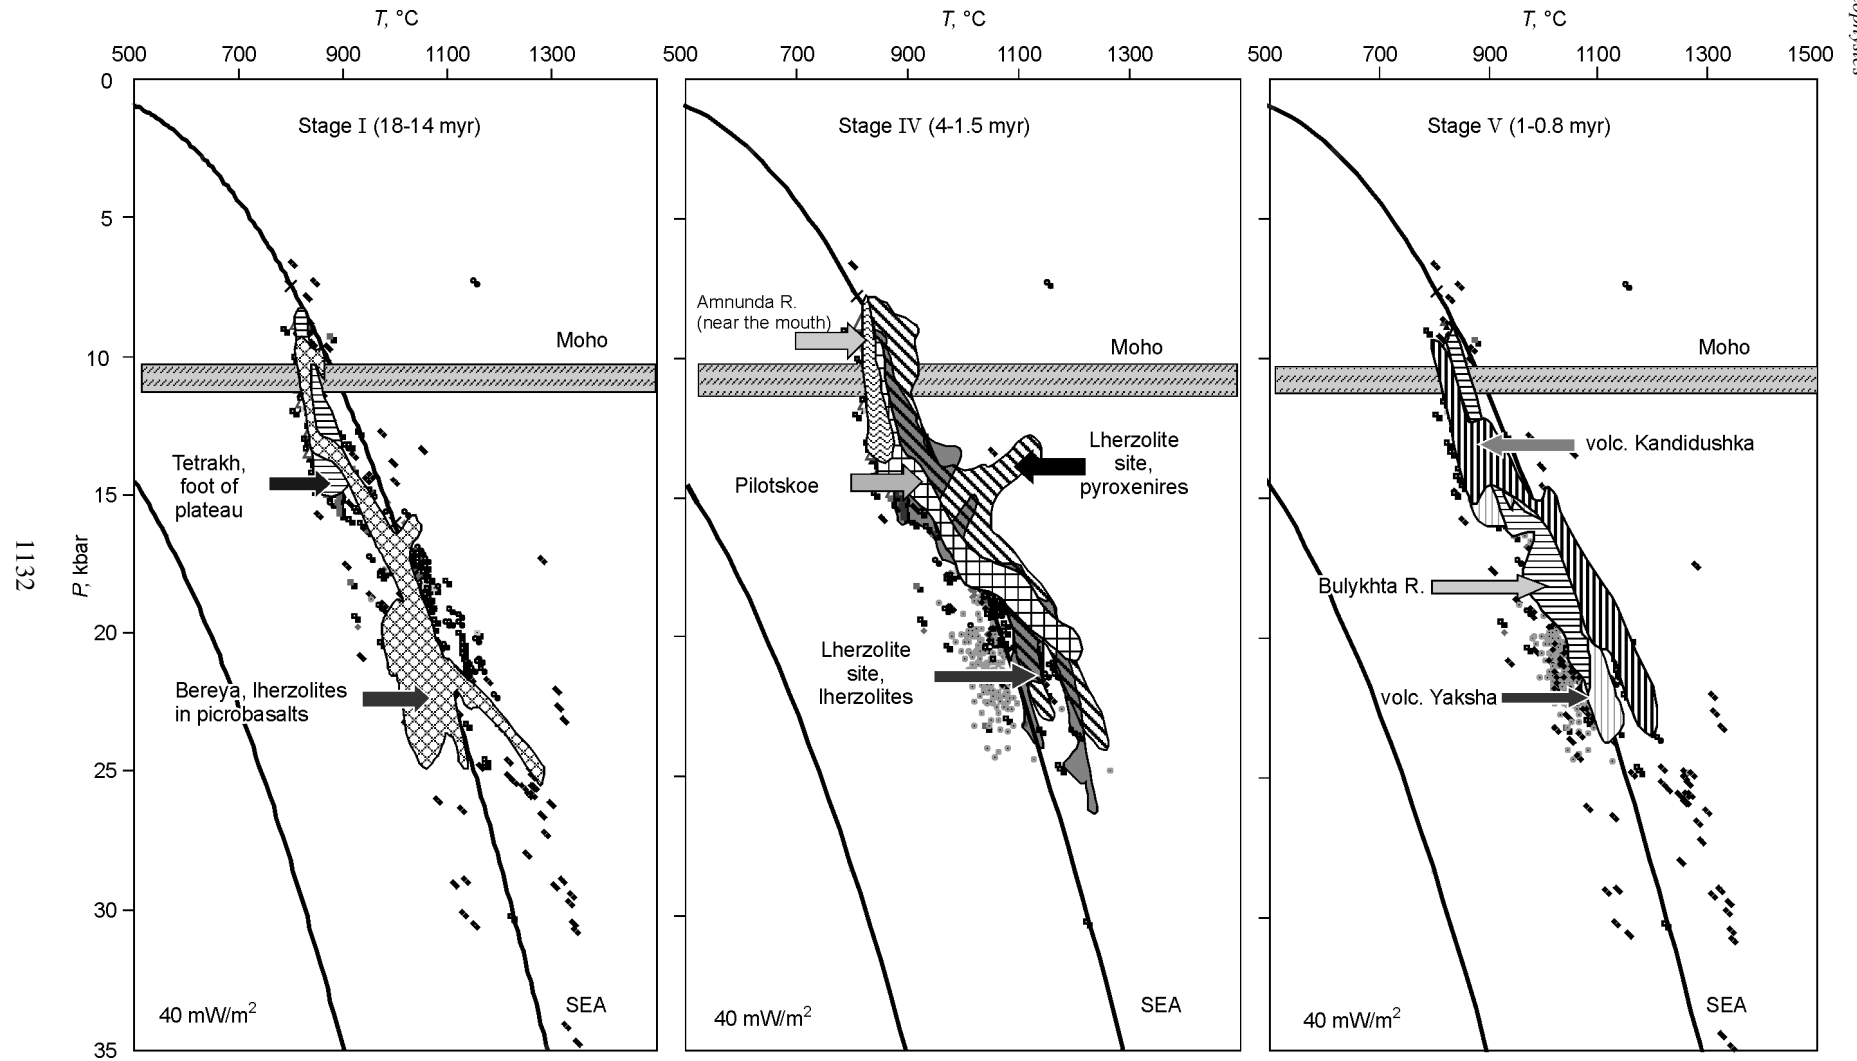 ophysics
T, °C
T, °C
T, °C
500 700 900 1100 1300
500 700 900 1100 1300
500 700 900 1100 1300 1500
0
5
10
15
20
25
30
35
P, kbar
1132
Stage I (18-14 myr)
Moho
Tetrakh,
foot of
plateau
Bereya, lherzolites
in picrobasalts
40 mW/m²
SEA
Stage IV (4-1.5 myr)
Amnunda R.
(near the mouth)
Moho
Lherzolite
site,
pyroxenires
Pilotskoe
Lherzolite
site,
lherzolites
40 mW/m²
SEA
Stage V (1-0.8 myr)
Moho
volc. Kandidushka
Bulykhta R.
volc. Yaksha
40 mW/m²
SEA